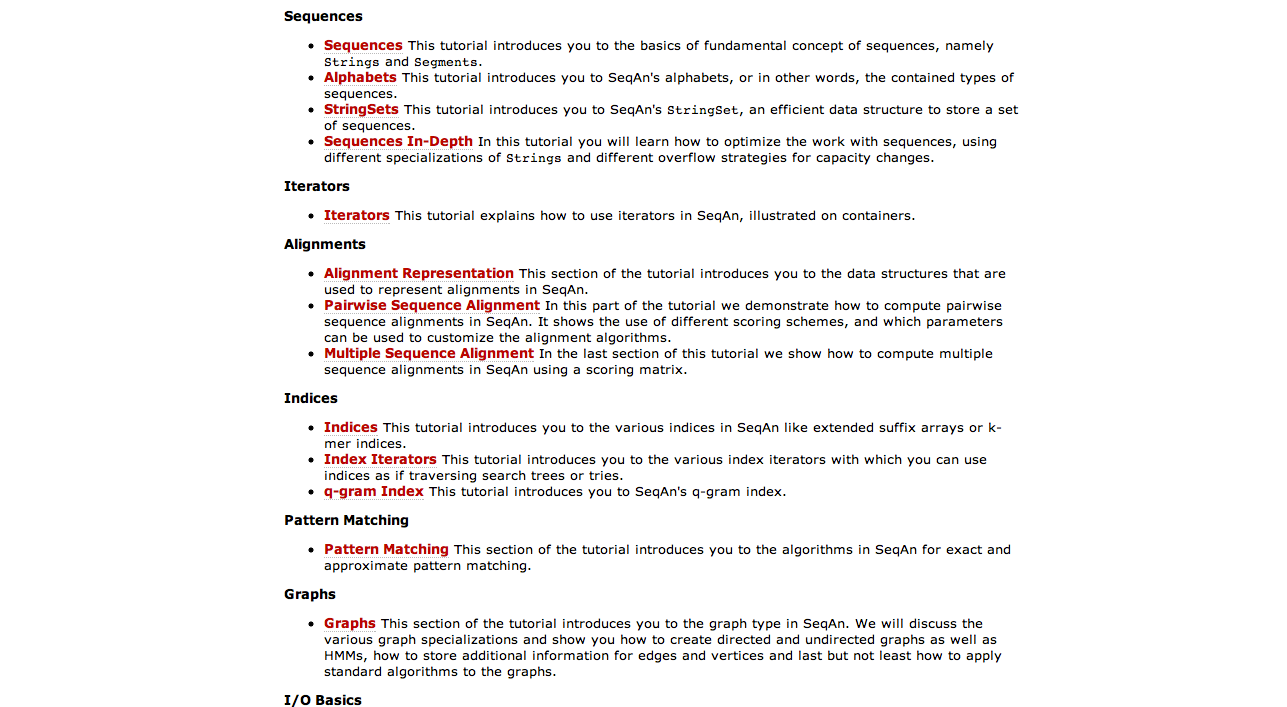 Sequences
Sequences This tutorial introduces you to the basics of fundamental concept of sequences, namely
Strings and Segments.
Alphabets This tutorial introduces you to SeqAn's alphabets, or in other words, the contained types of
sequences.
StringSets This tutorial introduces you to SeqAn's StringSet, an efficient data structure to store a set
of sequences.
Sequences In-Depth In this tutorial you will learn how to optimize the work with sequences, using
different specializations of Strings and different overflow strategies for capacity changes.
Iterators
Iterators This tutorial explains how to use iterators in SeqAn, illustrated on containers.
Alignments
Alignment Representation This section of the tutorial introduces you to the data structures that are
used to represent alignments in SeqAn.
Pairwise Sequence Alignment In this part of the tutorial we demonstrate how to compute pairwise
sequence alignments in SeqAn. It shows the use of different scoring schemes, and which parameters
can be used to customize the alignment algorithms.
Multiple Sequence Alignment In the last section of this tutorial we show how to compute multiple
sequence alignments in SeqAn using a scoring matrix.
Indices
Indices This tutorial introduces you to the various indices in SeqAn like extended suffix arrays or k-
mer indices.
Index Iterators This tutorial introduces you to the various index iterators with which you can use
indices as if traversing search trees or tries.
q-gram Index This tutorial introduces you to SeqAn's q-gram index.
Pattern Matching
Pattern Matching This section of the tutorial introduces you to the algorithms in SeqAn for exact and
approximate pattern matching.
Graphs
Graphs This section of the tutorial introduces you to the graph type in SeqAn. We will discuss the
various graph specializations and show you how to create directed and undirected graphs as well as
HMMs, how to store additional information for edges and vertices and last but not least how to apply
standard algorithms to the graphs.
I/O Basics